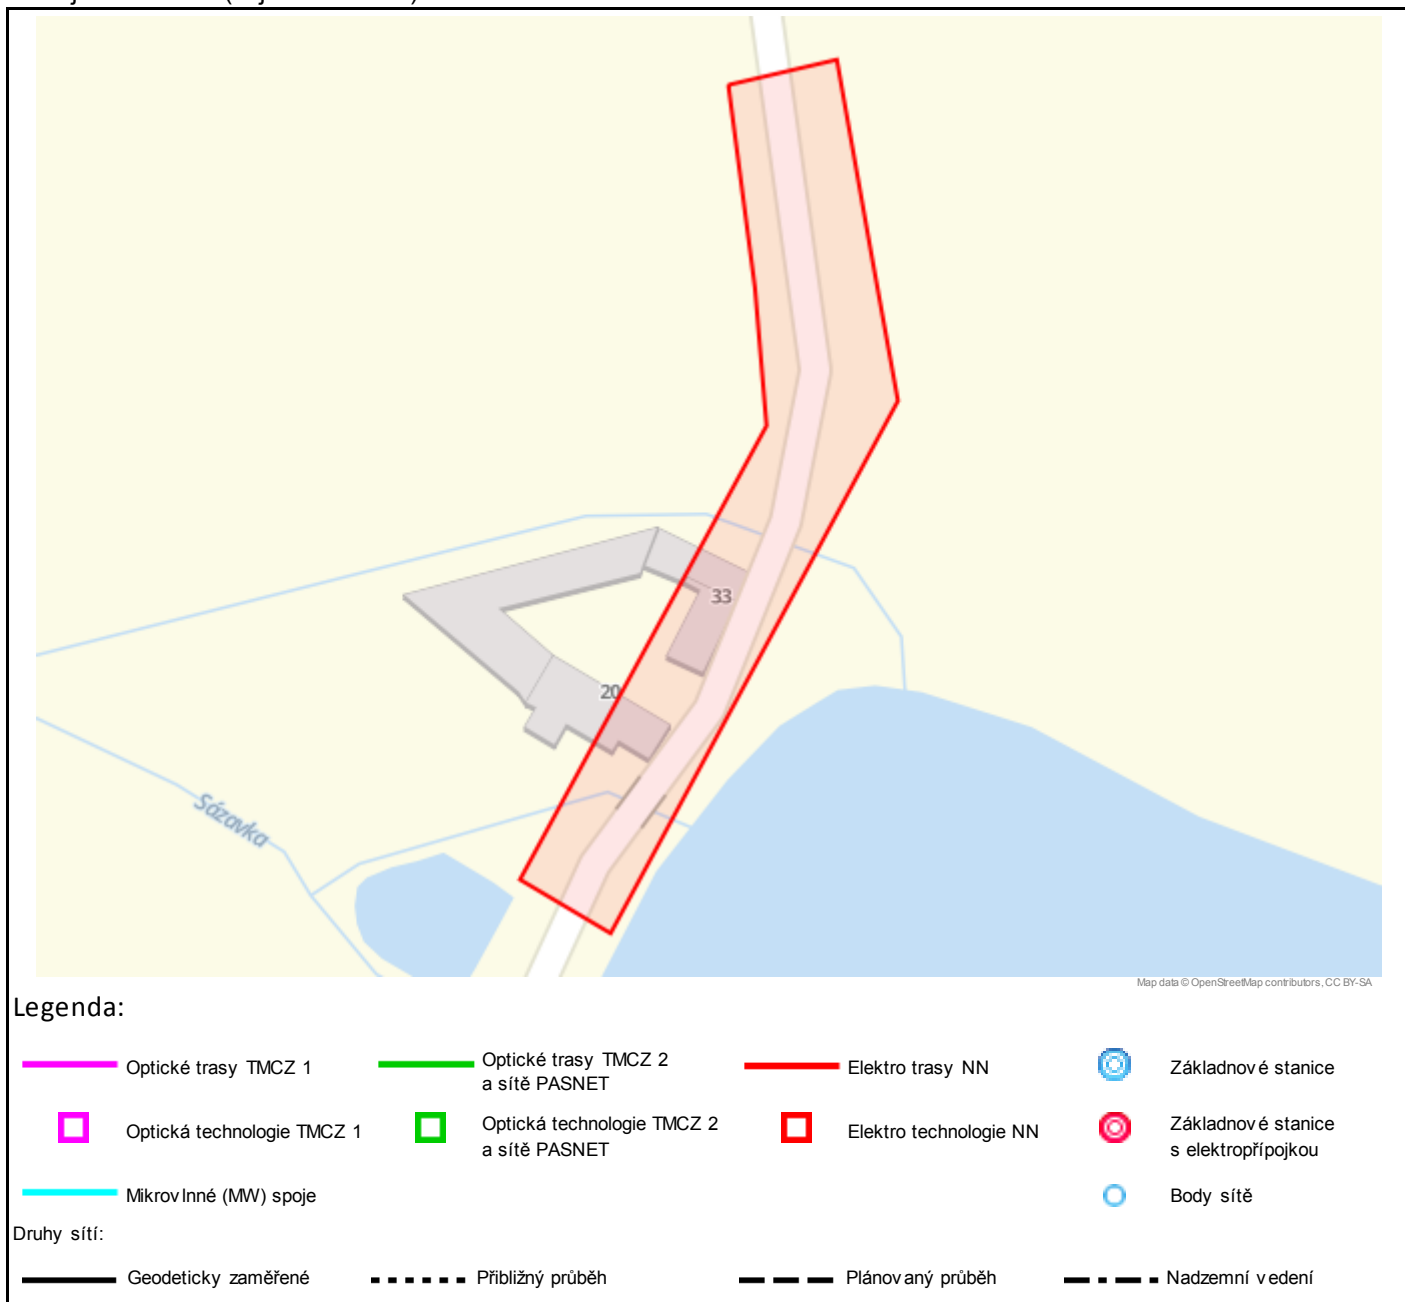 33
20
Sázavka
Map data © OpenStreetMap contributors, CC BY-SA
Legenda:
Optické trasy TMCZ 1
Optické trasy TMCZ 2
a sítě PASNET
Elektro trasy NN
Základnové stanice
Optická technologie TMCZ 1
Optická technologie TMCZ 2
a sítě PASNET
Elektro technologie NN
Základnové stanice
s elektropřípojkou
Mikrovlnné (MW) spoje
Body sítě
Druhy sítí:
Geodeticky zaměřené
Přibližný průběh
Plánovaný průběh
Nadzemní vedení